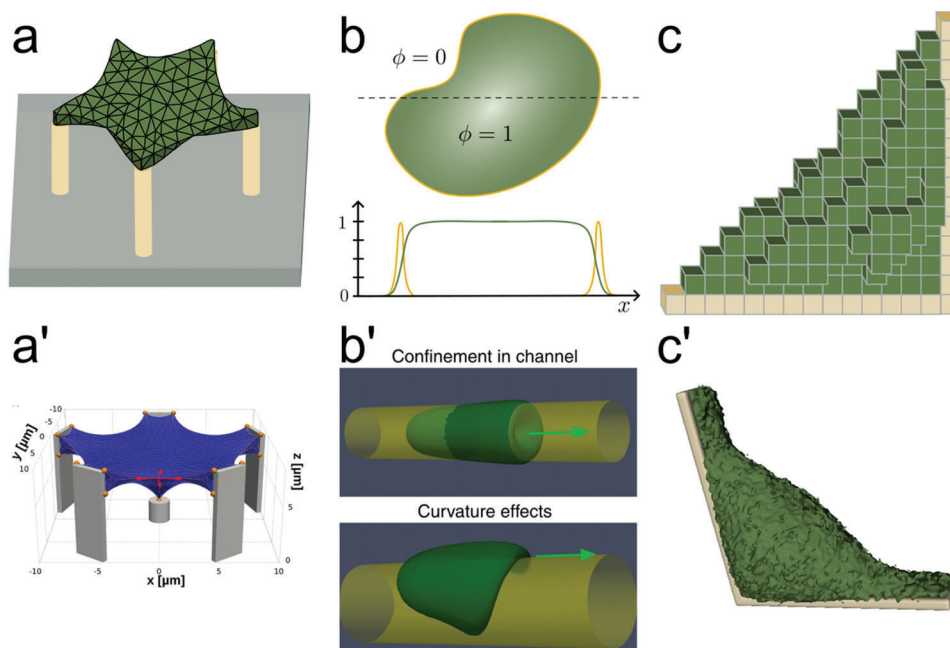 a
b
c
ϕ = 0
ϕ = 1
1
0
x
a'
b'
c'
Confinement in channel
-10
-5
0
5
10
y [µm]
z [µm]
5
0
-10
-5
0
5
10
x [µm]
Curvature effects